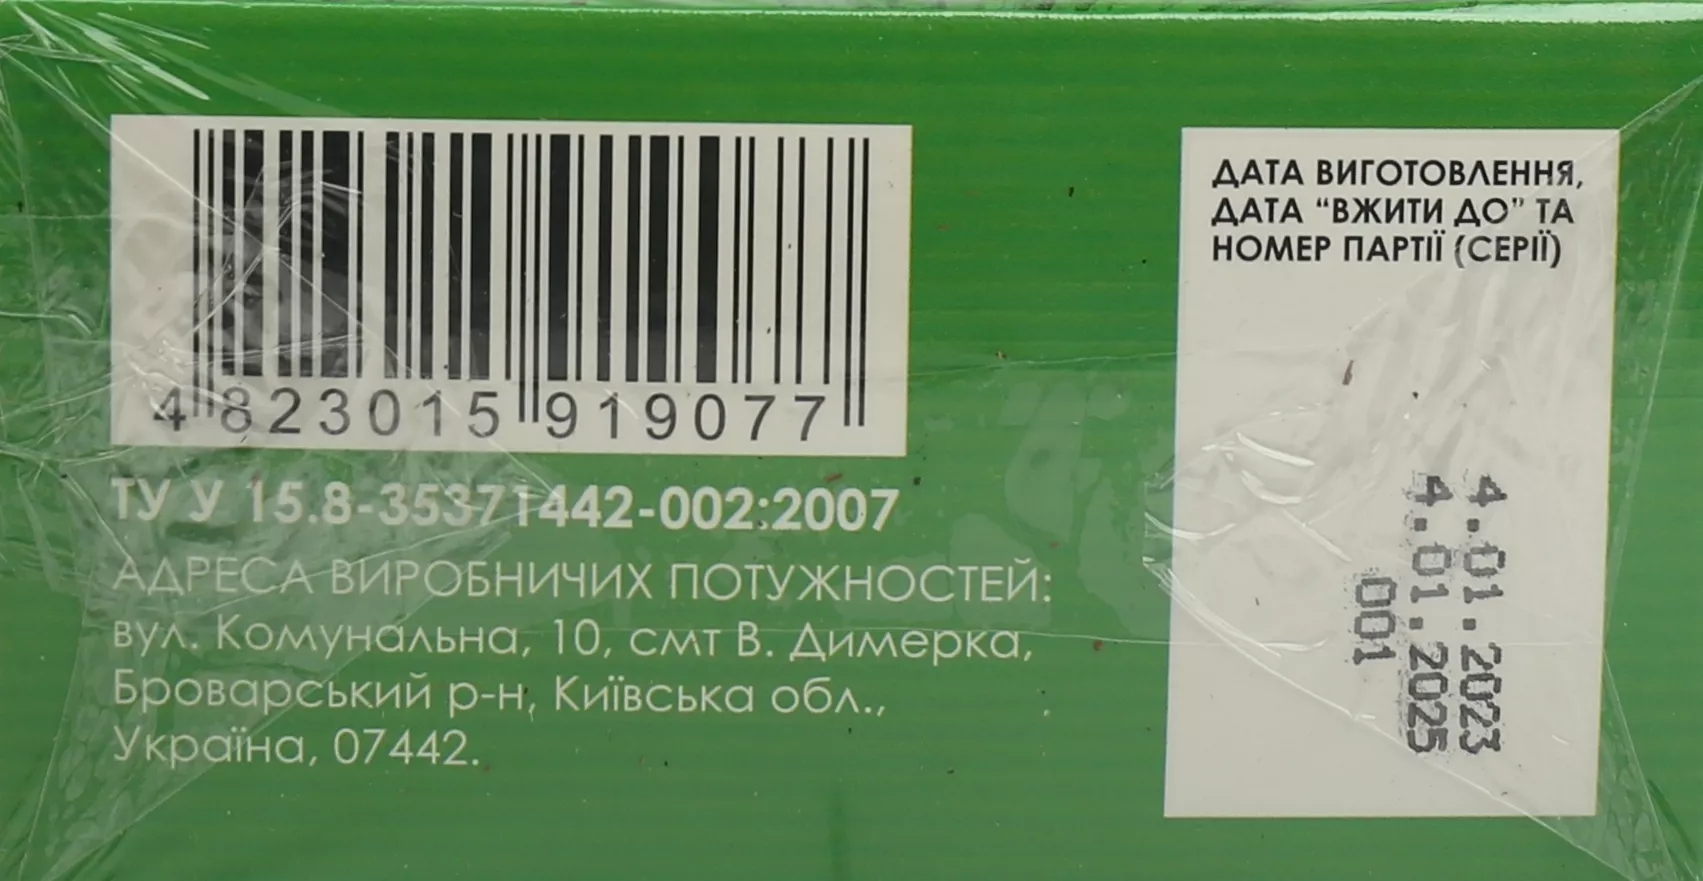 4823015919077
ТУ У 15.8-35371442-002:2007
АДРЕСА ВИРОБНИЧИХ ПОТУЖНОСТЕЙ:
вул. Комунальна, 10, смт В. Димерка,
Броварський р-н, Київська обл.,
Україна, 07442.
ДАТА ВИГОТОВЛЕННЯ,
ДАТА “ВЖИТИ ДО” ТА
НОМЕР ПАРТІЇ (СЕРІЇ)
4.01.2023
4.01.2025
001